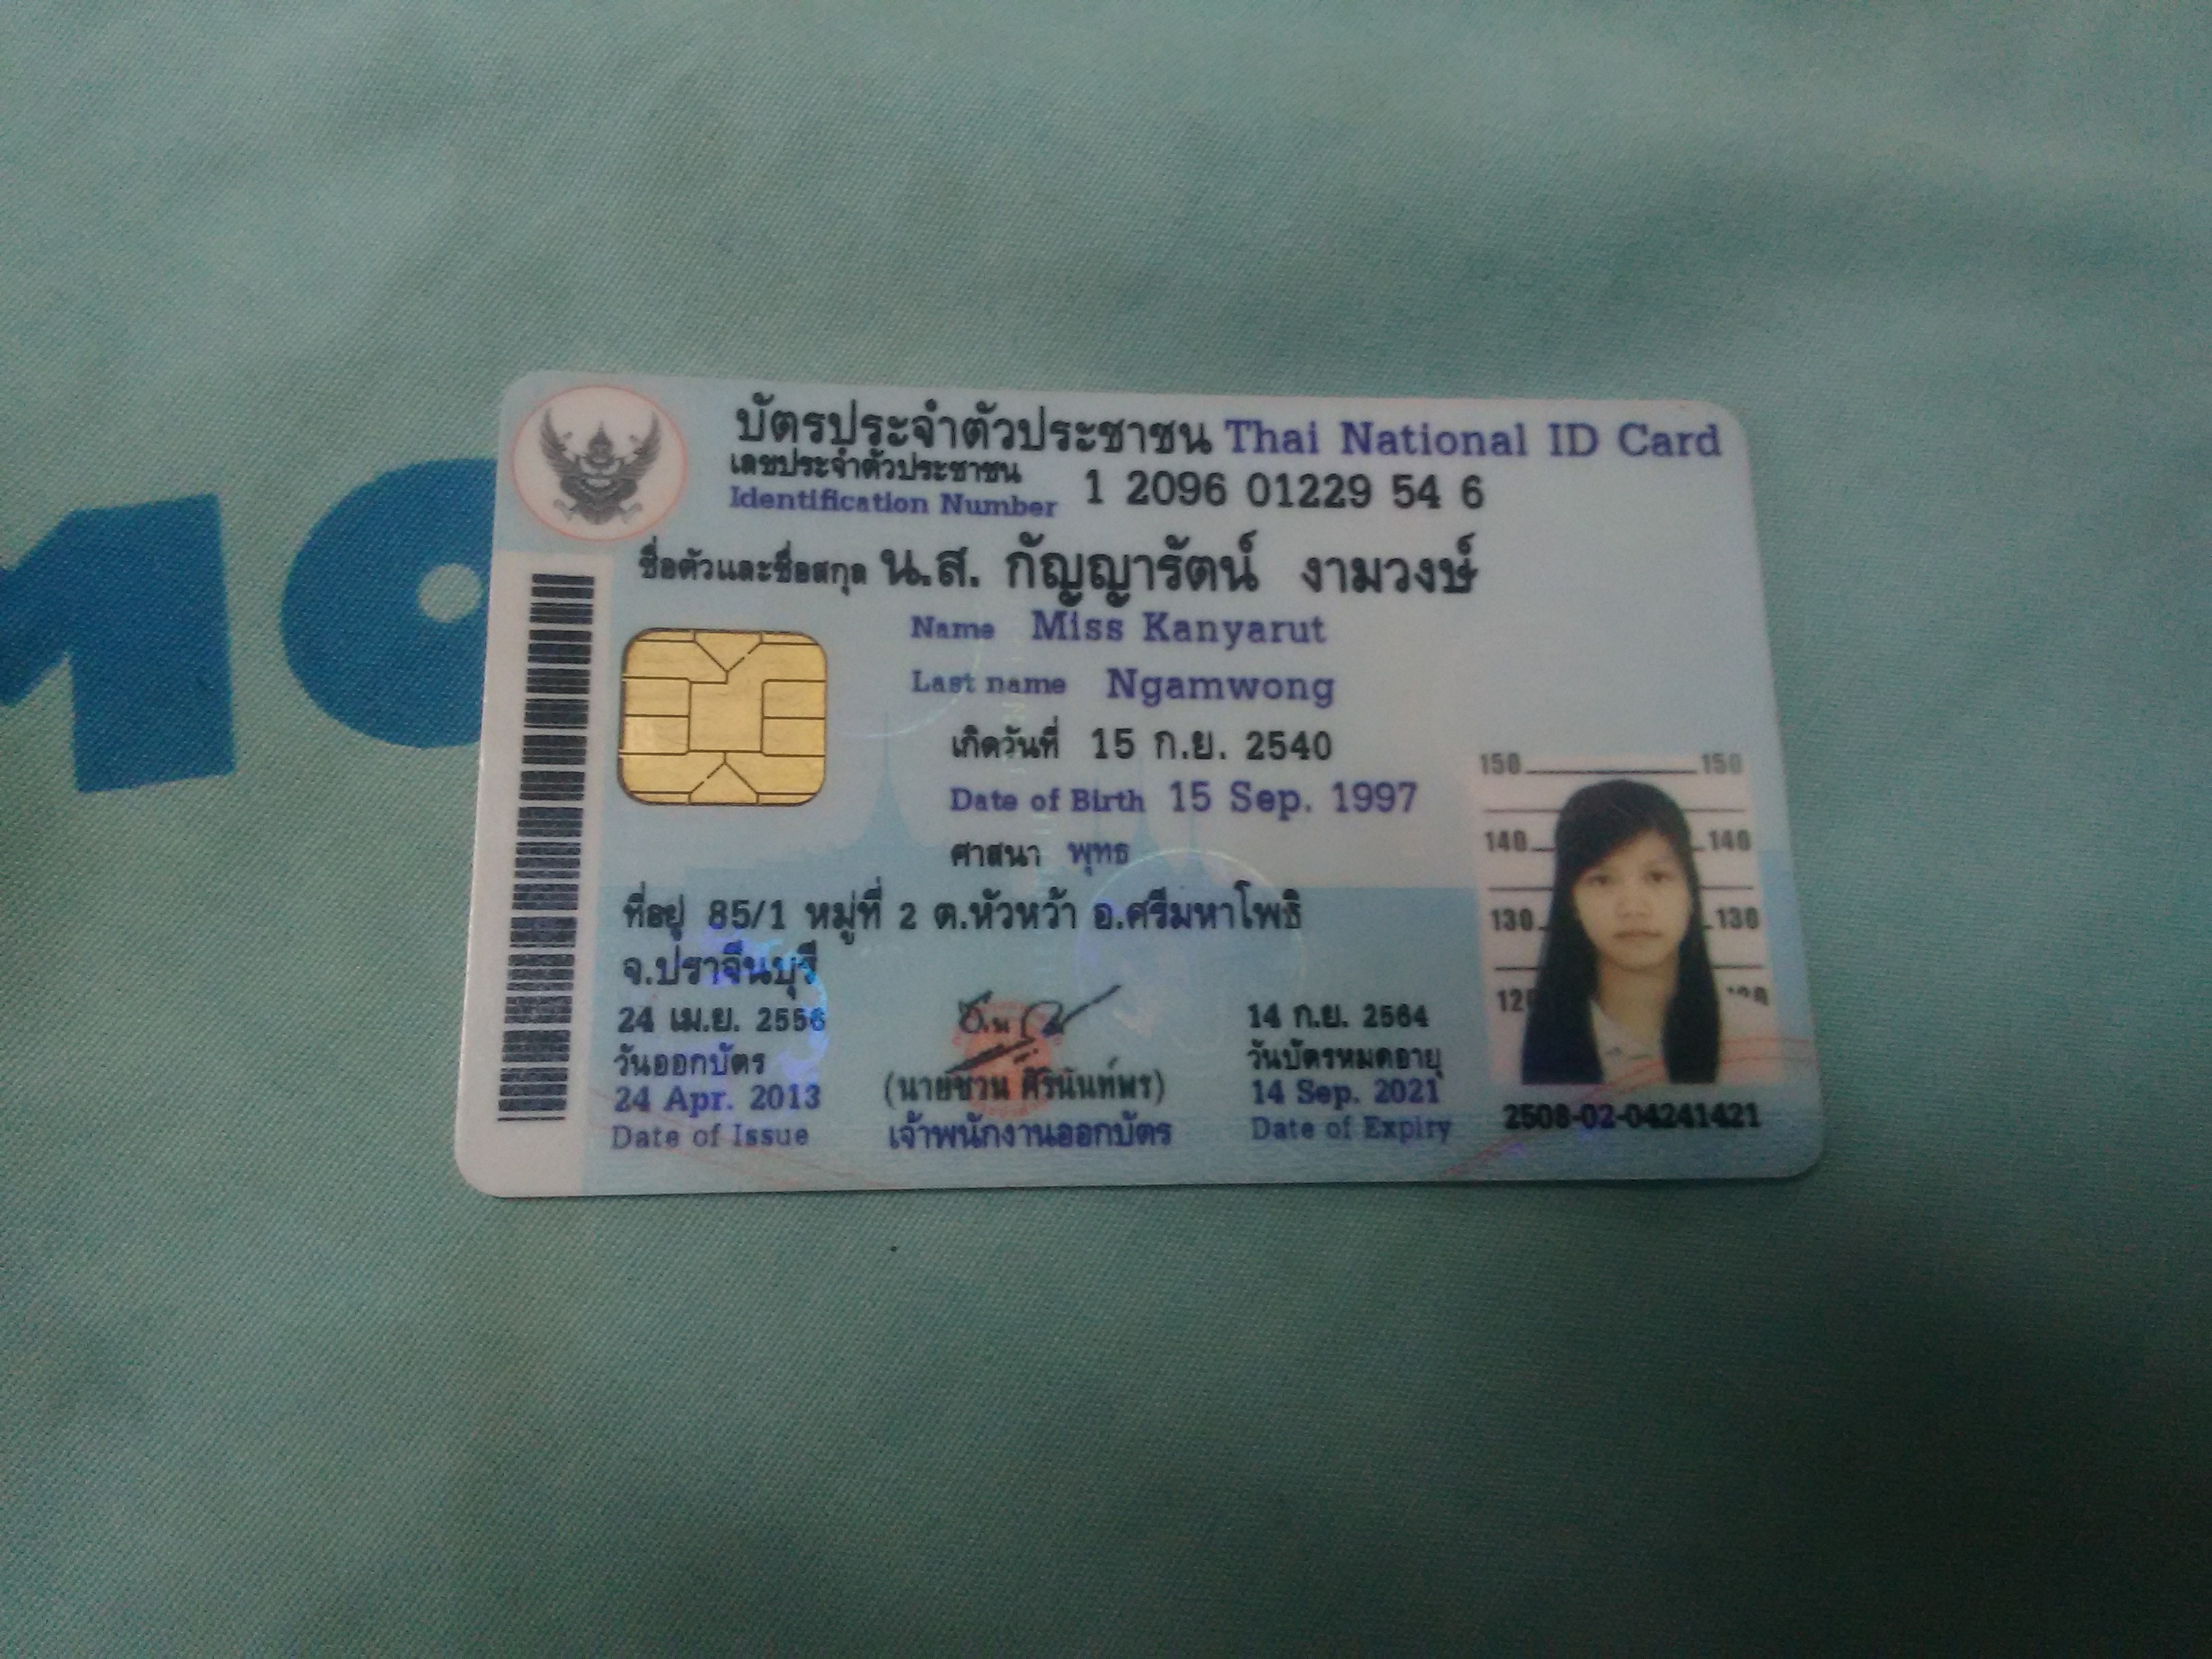 บัตรประจำตัวประชาชน Thai National ID Card
เลขประจำตัวประชาชน
Identification Number 1 2096 01229 54 6
ชื่อตัวและชื่อสกุล น.ส. กัญญารัตน์ งามวงษ์
Name Miss Kanyarut
Last name Ngamwong
เกิดวันที่ 15 ก.ย. 2540
Date of Birth 15 Sep. 1997
ศาสนา พุทธ
ที่อยู่ 85/1 หมู่ที่ 2 ต.หัวหว้า อ.ศรีมหาโพธิ
จ.ปราจีนบุรี
24 เม.ย. 2556
วันออกบัตร
24 Apr. 2013
Date of Issue
(นายชวน ศิรินันท์พร)
เจ้าพนักงานออกบัตร
14 ก.ย. 2564
วันบัตรหมดอายุ
14 Sep. 2021
Date of Expiry
150 150
140 140
130 130
2508-02-04241421